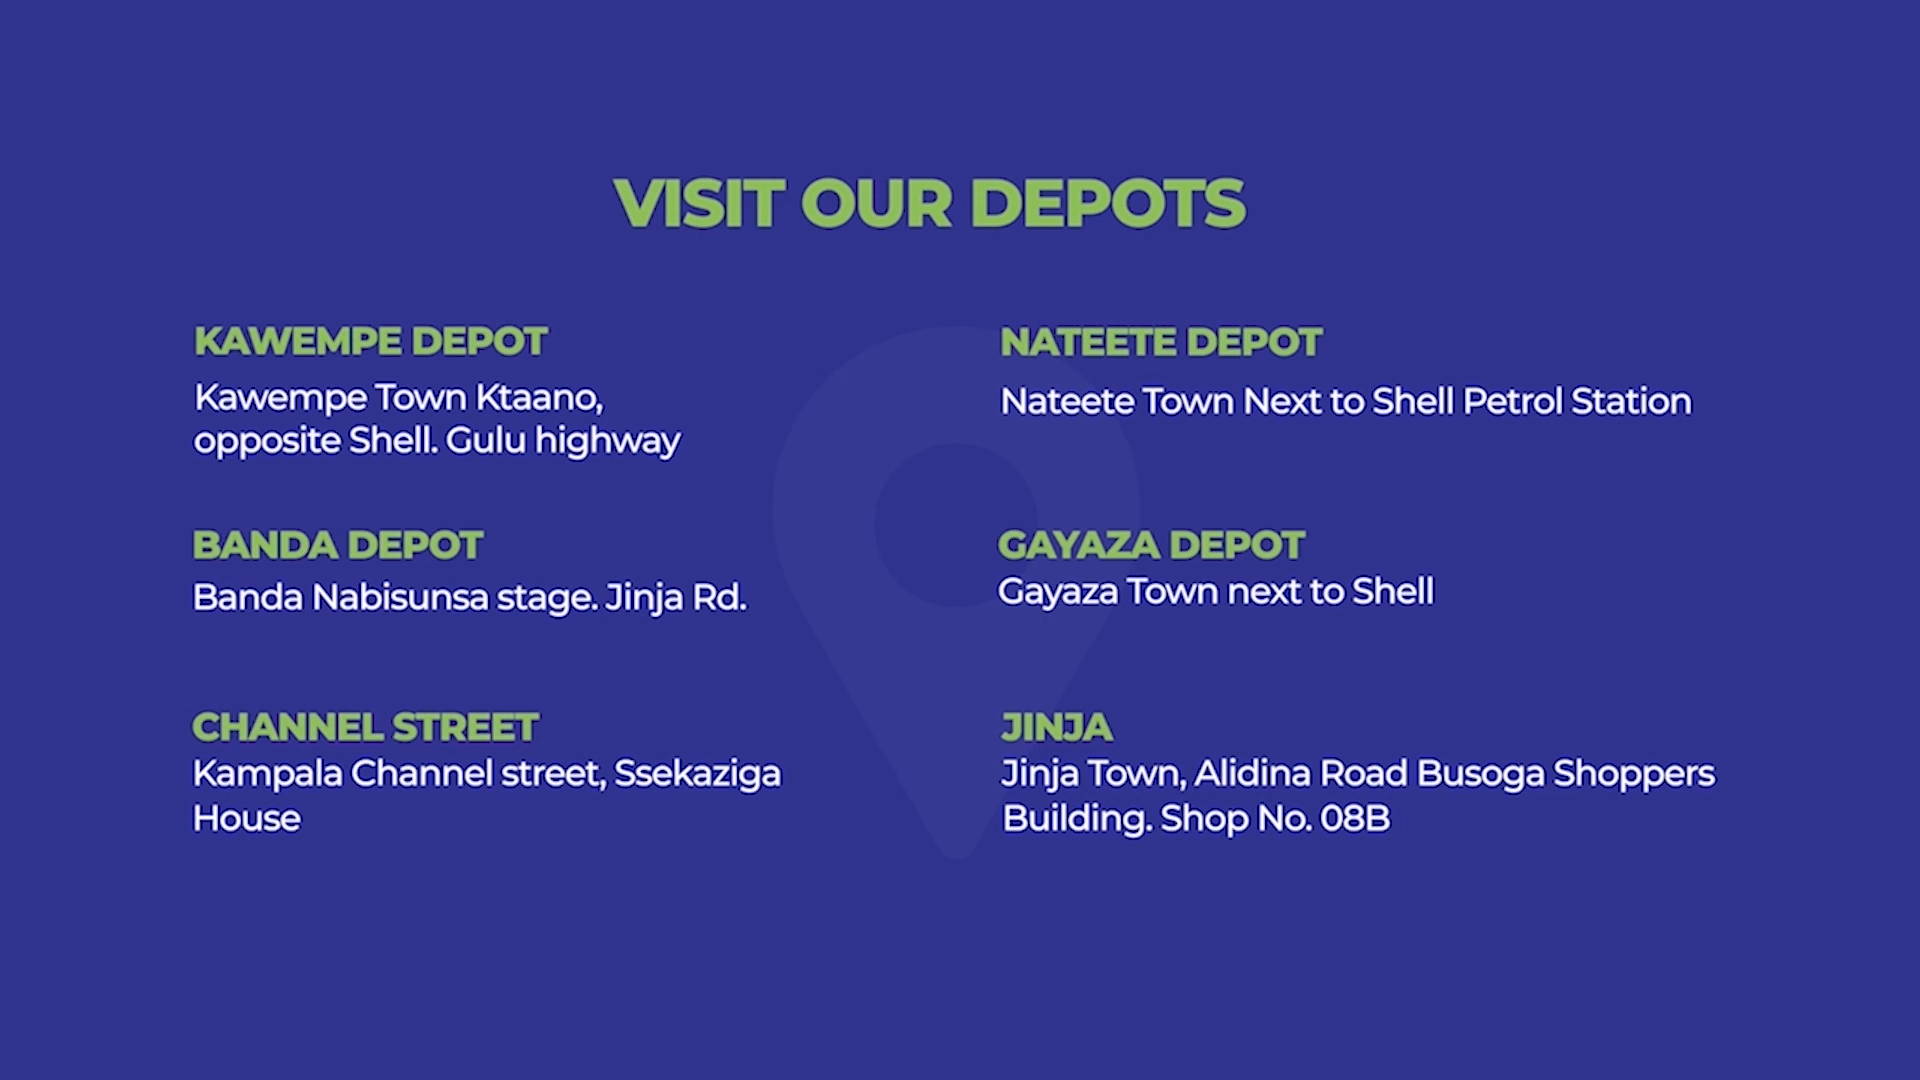 VISIT OUR DEPOTS
KAWEMPE DEPOT
Kawempe Town Ktaano,
opposite Shell. Gulu highway
NATEETE DEPOT
Nateete Town Next to Shell Petrol Station
BANDA DEPOT
Banda Nabisunsa stage. Jinja Rd.
GAYAZA DEPOT
Gayaza Town next to Shell
CHANNEL STREET
Kampala Channel street, Ssekaziga
House
JINJA
Jinja Town, Alidina Road Busoga Shoppers
Building. Shop No. 08B